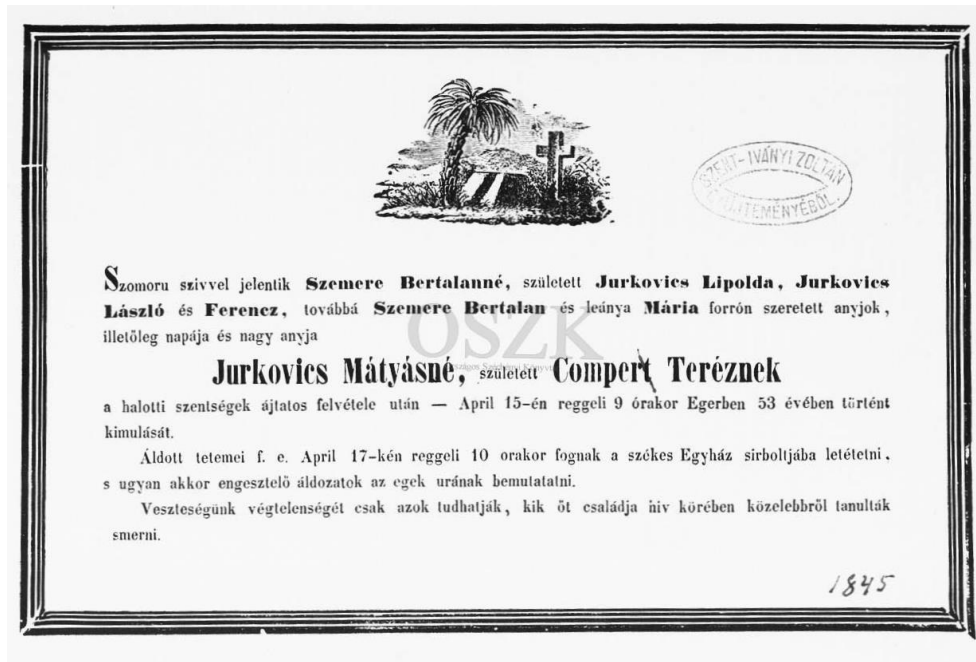 SZENT-IVÁNYI ZOLTÁN
GYŰJTEMÉNYÉBŐL.
Szomoru szivvel jelentik Szemere Bertalanné, született Jurkovics Lipolda, Jurkovics
László és Ferencz, továbbá Szemere Bertalan és leánya Mária forrón szeretett anyjok,
illetőleg napája és nagy anyja
OSZK
Országos Széchényi Könyvtár
Jurkovics Mátyásné, született Compert Teréznek
a halotti szentségek ájtatos felvétele után — April 15-én reggeli 9 órakor Egerben 53 évében történt
kimulását.
Áldott tetemei f. e. April 17-kén reggeli 10 orakor fognak a székes Egyház sirboltjába letételni,
s ugyan akkor engesztelő áldozatok az egek urának bemutatatni.
Veszteségünk végtelenségét csak azok tudhatják, kik őt családja hiv körében közelebbről tanulták
smerni.
1845